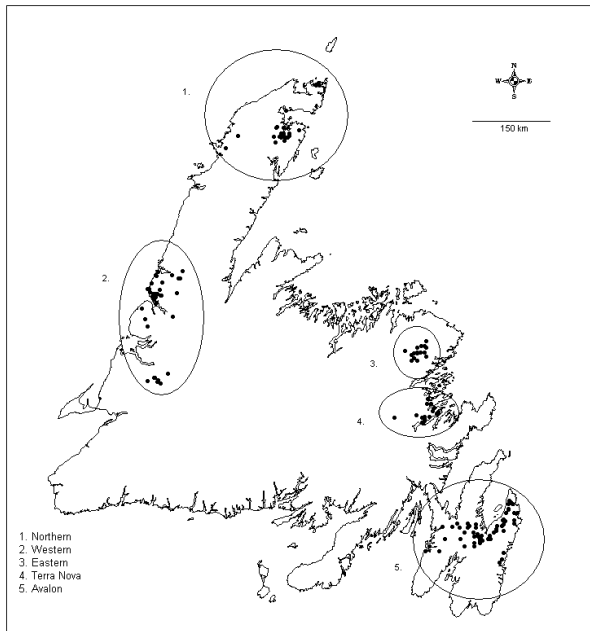 1.
N
W E
S
150 km
2.
3.
4.
5.
1. Northern
2. Western
3. Eastern
4. Terra Nova
5. Avalon